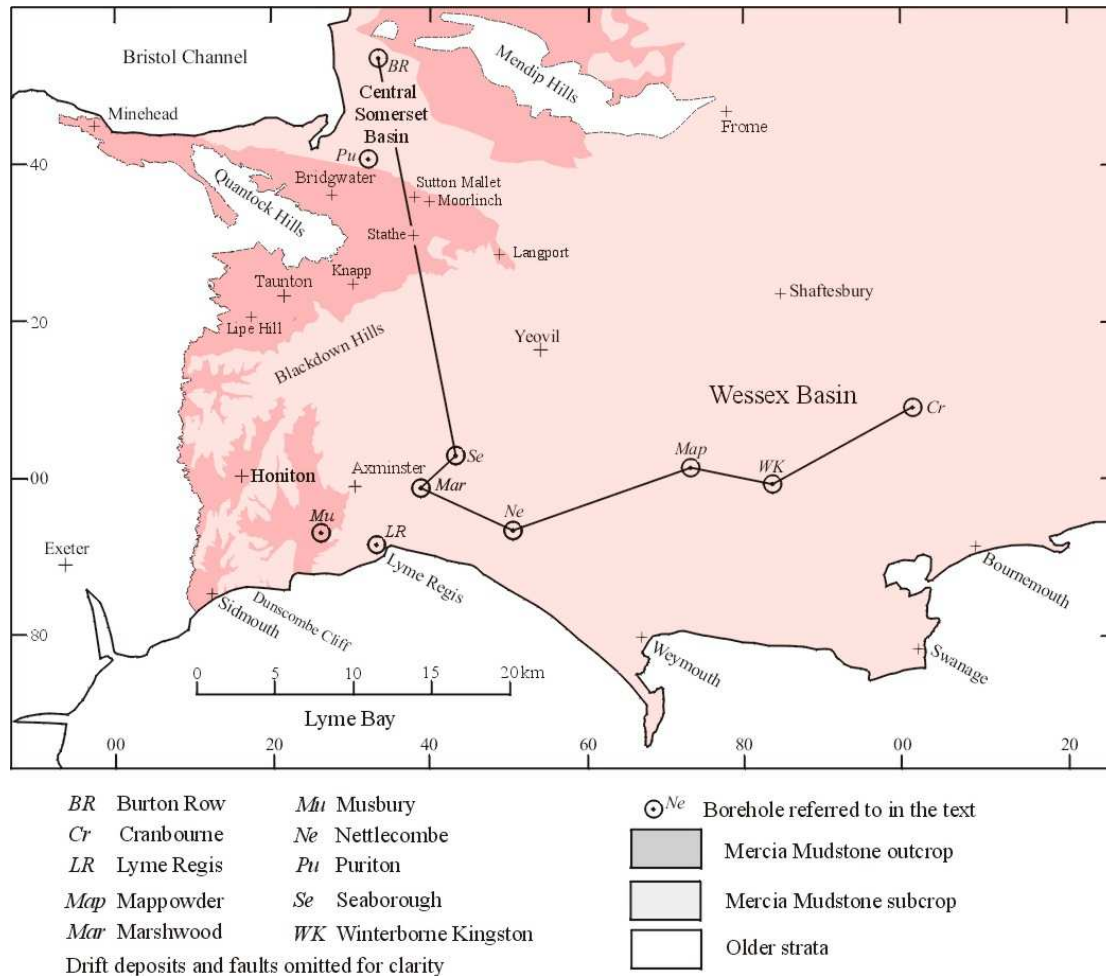 Bristol Channel
BR
Mendip Hills
Minehead
Central
Somerset
Basin
Frome
40
Pu
Bridgwater
Sutton Mallet
Moorlinch
Quantock Hills
Stathe
Langport
Knapp
Taunton
Shaftesbury
20
Lipe Hill
Blackdown Hills
Yeovil
Wessex Basin
Cr
Se
Map
WK
00
Honiton
Axminster
Mar
Ne
Mu
LR
Exeter
Lyme Regis
Bournemouth
Sidmouth
Dunscombe Cliff
80
Weymouth
Swanage
0 5 10 15 20 km
Lyme Bay
00 20 40 60 80 00 20
BR Burton Row
Cr Cranbourne
LR Lyme Regis
Map Mappowder
Mar Marshwood
Mu Musbury
Ne Nettlecombe
Pu Puriton
Se Seaborough
WK Winterborne Kingston
Drift deposits and faults omitted for clarity
Ne Borehole referred to in the text
Mercia Mudstone outcrop
Mercia Mudstone subcrop
Older strata